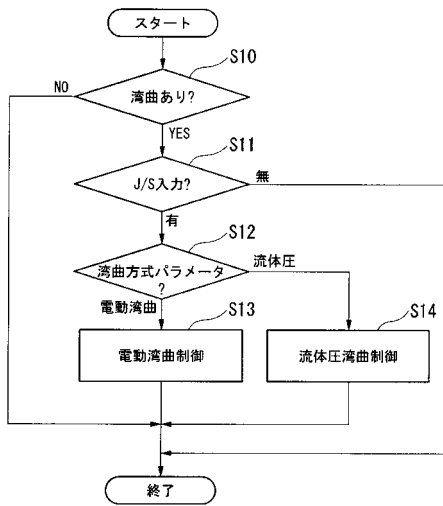 スタート
S10
湾曲あり?
NO
YES
S11
J/S入力?
無
有
S12
湾曲方式パラメータ
?
流体圧
電動湾曲
S13
電動湾曲制御
S14
流体圧湾曲制御
終了